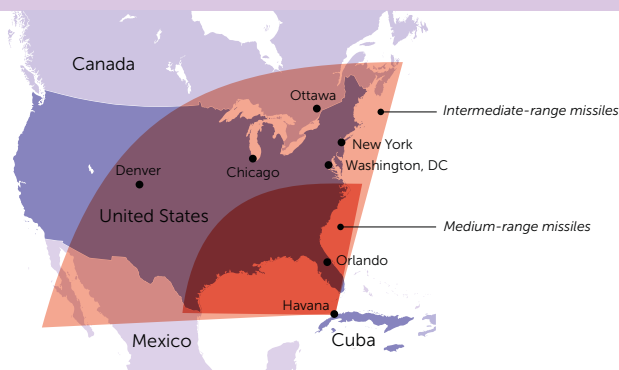 Canada
Ottawa
Intermediate-range missiles
New York
Washington, DC
Chicago
Denver
United States
Medium-range missiles
Orlando
Havana
Mexico
Cuba